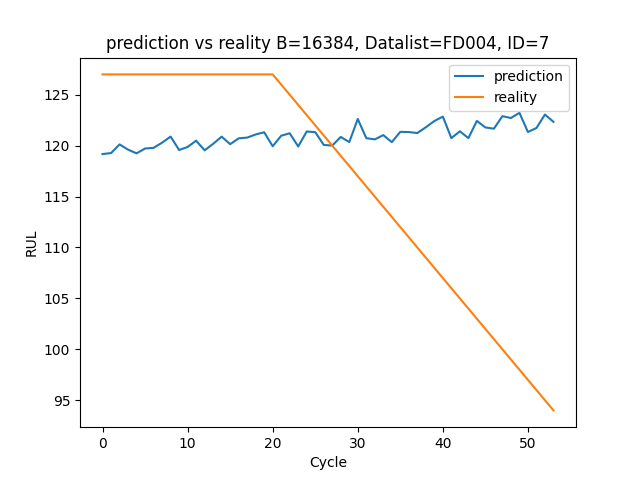 prediction vs reality B=16384, Datalist=FD004, ID=7
prediction
reality
125
120
115
110
105
100
95
RUL
0
10
20
30
40
50
Cycle